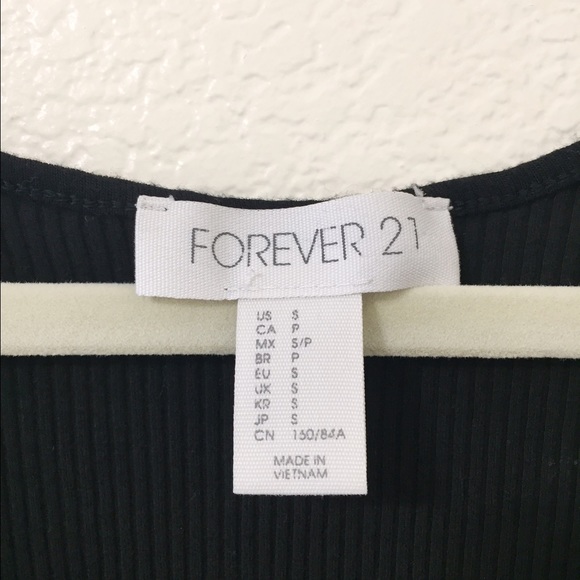 FOREVER 21
US S
CA P
MX S/P
BR P
EU S
UK S
KR S
JP S
CN 160/84A
MADE IN
VIETNAM